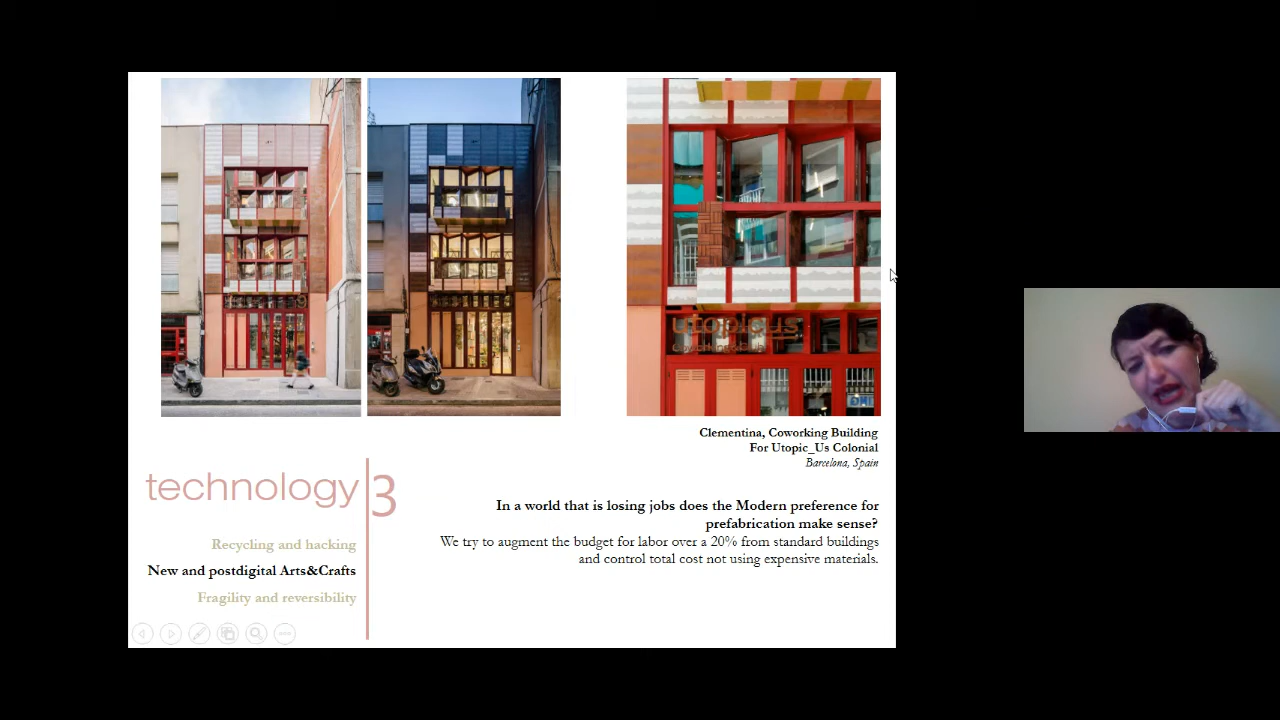 utopicus
Clementina, Coworking Building
For Utopic_Us Colonial
Barcelona, Spain
technology 3
In a world that is losing jobs does the Modern preference for
prefabrication make sense?
We try to augment the budget for labor over a 20% from standard buildings
and control total cost not using expensive materials.
Recycling and hacking
New and postdigital Arts&Crafts
Fragility and reversibility